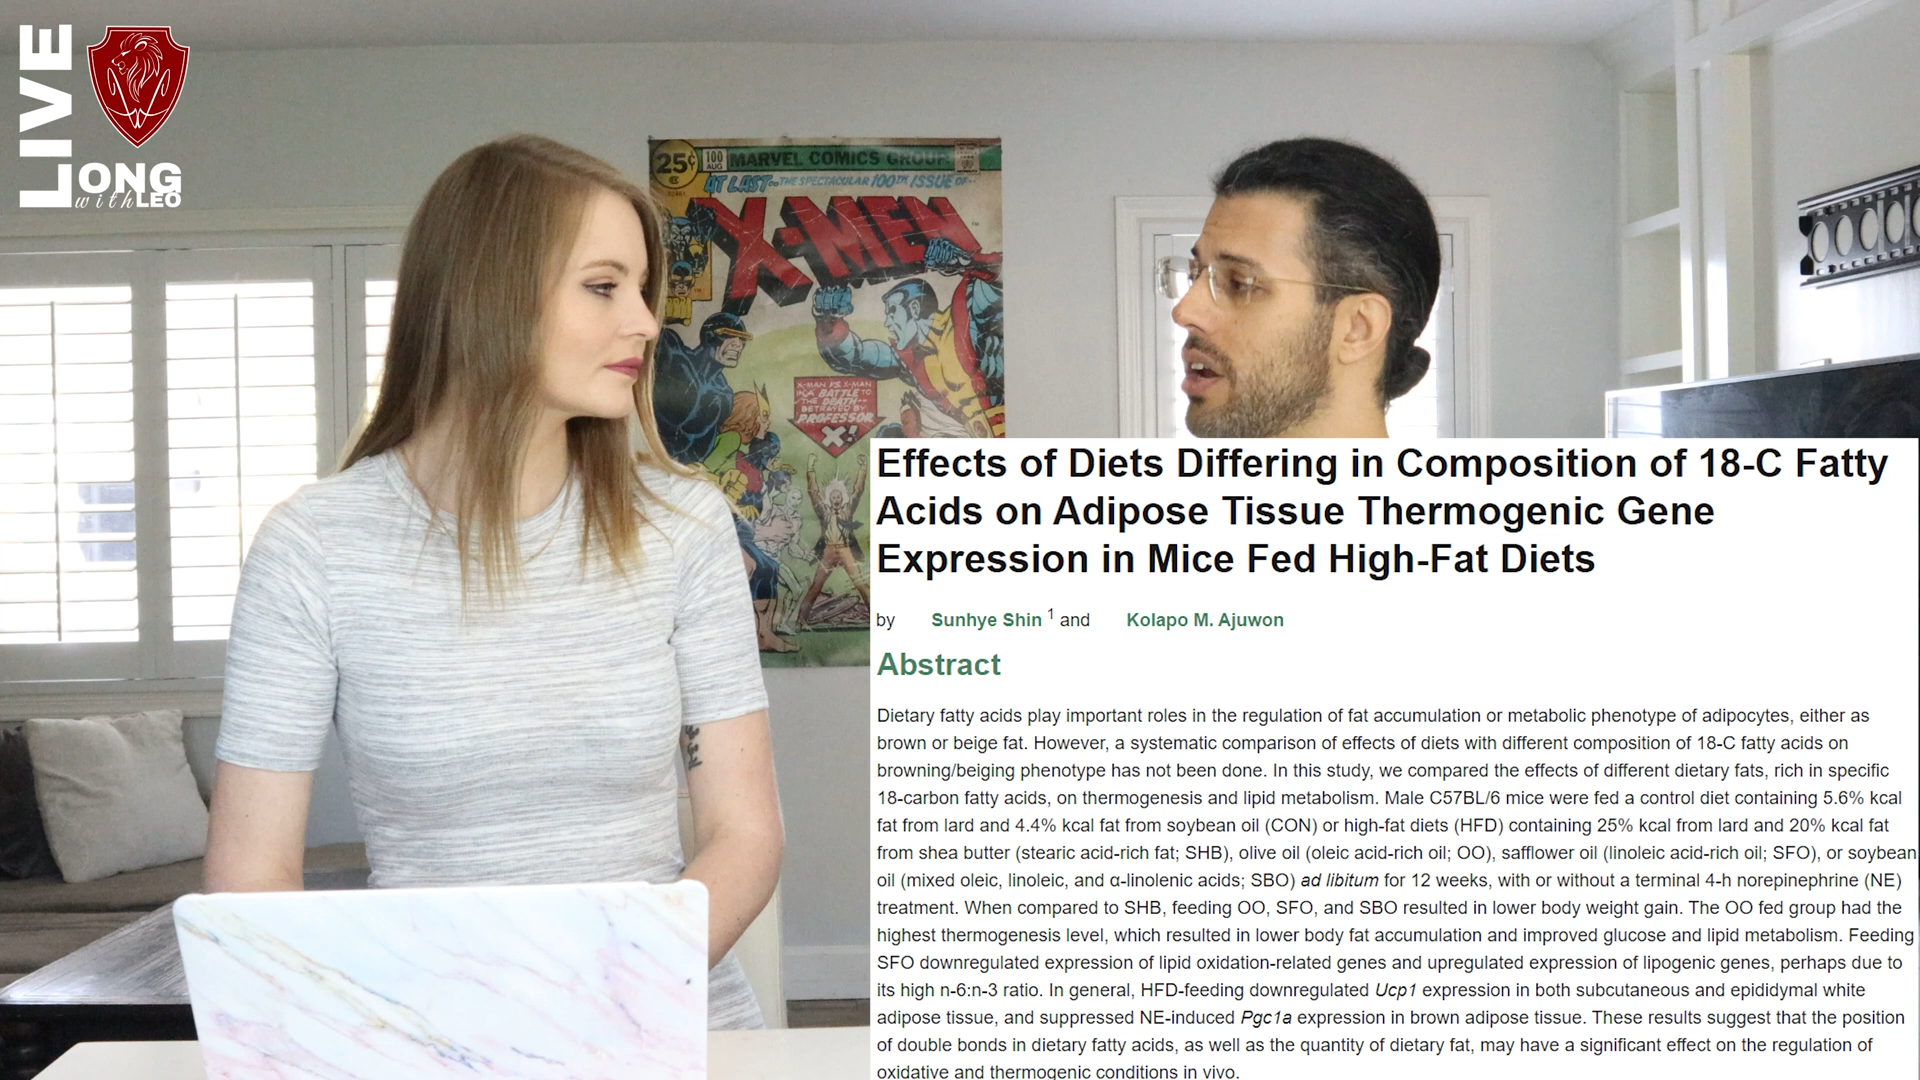 LIVE
LONG
with LEO
25¢
100
AUG
MARVEL COMICS GROUP
AT LAST--THE SPECTACULAR 100TH ISSUE OF--
X-MEN
X-MAN VS. X-MAN
IN A BATTLE TO
THE DEATH--
BETRAYED BY
PROFESSOR
X!
Effects of Diets Differing in Composition of 18-C Fatty
Acids on Adipose Tissue Thermogenic Gene
Expression in Mice Fed High-Fat Diets
by Sunhye Shin 1 and Kolapo M. Ajuwon
Abstract
Dietary fatty acids play important roles in the regulation of fat accumulation or metabolic phenotype of adipocytes, either as
brown or beige fat. However, a systematic comparison of effects of diets with different composition of 18-C fatty acids on
browning/beiging phenotype has not been done. In this study, we compared the effects of different dietary fats, rich in specific
18-carbon fatty acids, on thermogenesis and lipid metabolism. Male C57BL/6 mice were fed a control diet containing 5.6% kcal
fat from lard and 4.4% kcal fat from soybean oil (CON) or high-fat diets (HFD) containing 25% kcal from lard and 20% kcal fat
from shea butter (stearic acid-rich fat; SHB), olive oil (oleic acid-rich oil; OO), safflower oil (linoleic acid-rich oil; SFO), or soybean
oil (mixed oleic, linoleic, and α-linolenic acids; SBO) ad libitum for 12 weeks, with or without a terminal 4-h norepinephrine (NE)
treatment. When compared to SHB, feeding OO, SFO, and SBO resulted in lower body weight gain. The OO fed group had the
highest thermogenesis level, which resulted in lower body fat accumulation and improved glucose and lipid metabolism. Feeding
SFO downregulated expression of lipid oxidation-related genes and upregulated expression of lipogenic genes, perhaps due to
its high n-6:n-3 ratio. In general, HFD-feeding downregulated Ucp1 expression in both subcutaneous and epididymal white
adipose tissue, and suppressed NE-induced Pgc1a expression in brown adipose tissue. These results suggest that the position
of double bonds in dietary fatty acids, as well as the quantity of dietary fat, may have a significant effect on the regulation of
oxidative and thermogenic conditions in vivo.